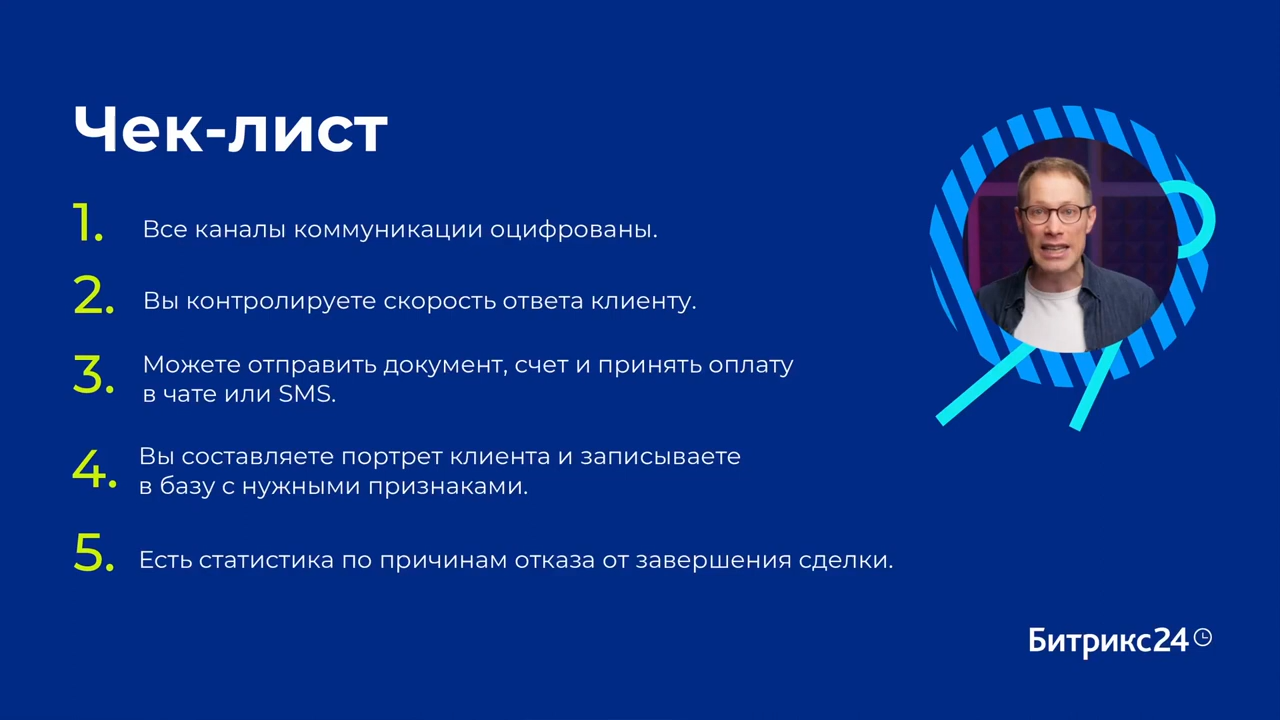 Чек-лист
1. Все каналы коммуникации оцифрованы.
2. Вы контролируете скорость ответа клиенту.
3. Можете отправить документ, счет и принять оплату
в чате или SMS.
4. Вы составляете портрет клиента и записываете
в базу с нужными признаками.
5. Есть статистика по причинам отказа от завершения сделки.
Битрикс24